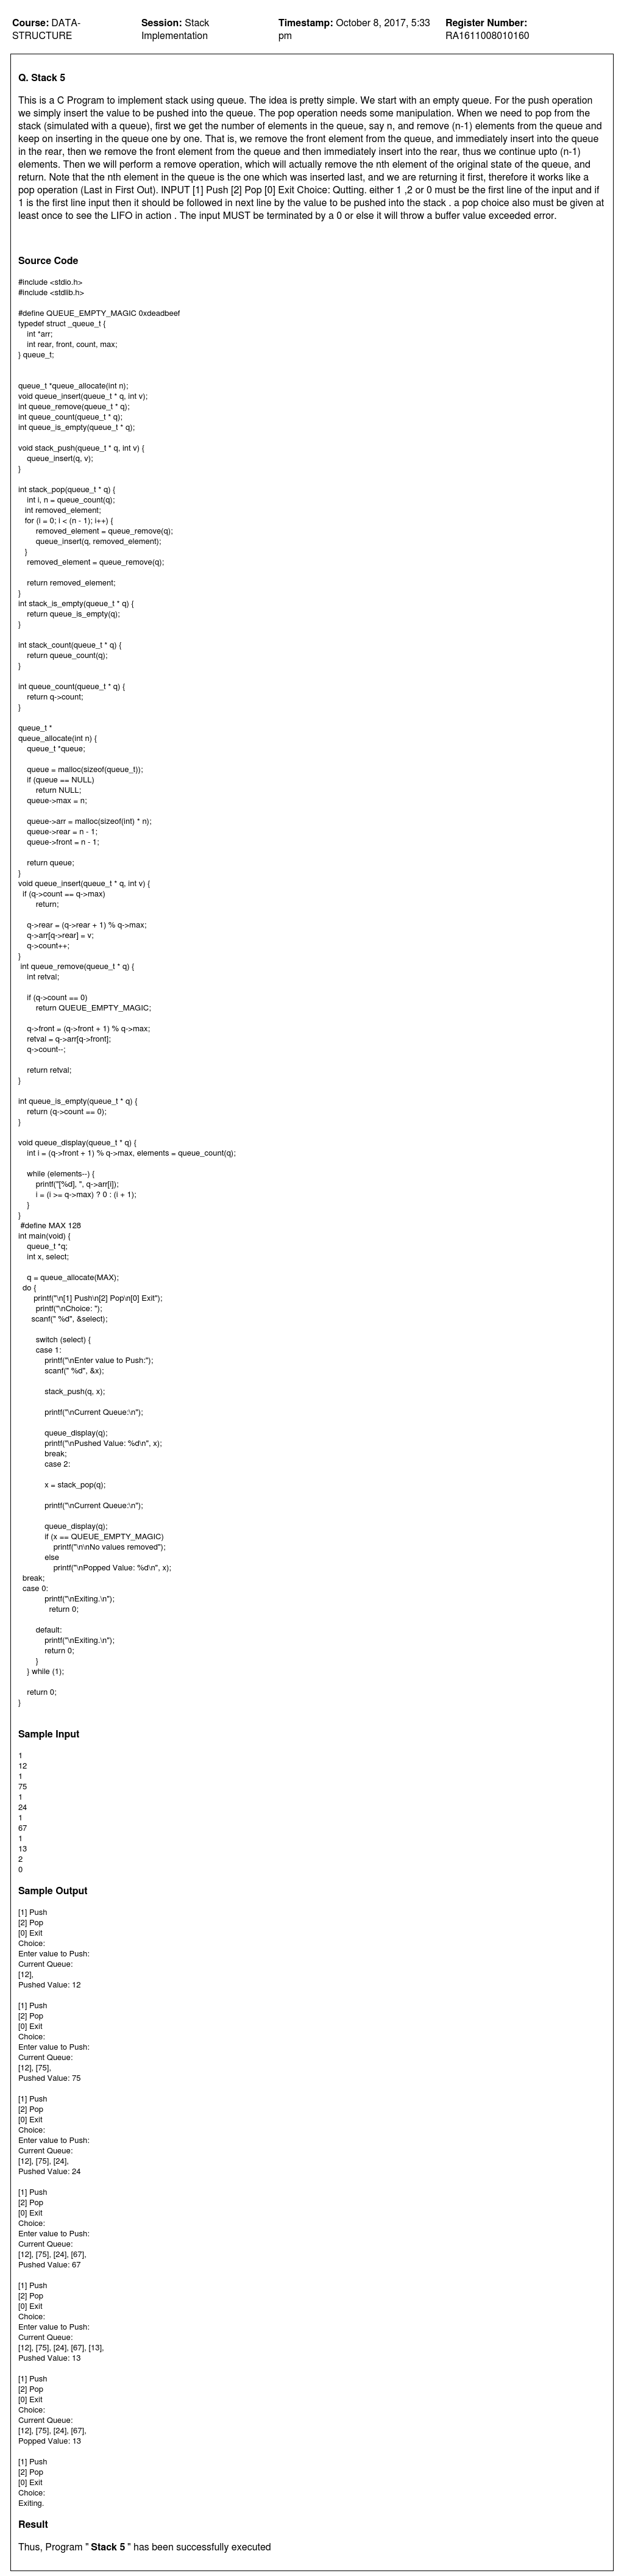 Course: DATA-STRUCTURE
Session: Stack Implementation
Timestamp: October 8, 2017, 5:33 pm
Register Number: RA1611008010160
Q. Stack 5
This is a C Program to implement stack using queue. The idea is pretty simple. We start with an empty queue. For the push operation
we simply insert the value to be pushed into the queue. The pop operation needs some manipulation. When we need to pop from the
stack (simulated with a queue), first we get the number of elements in the queue, say n, and remove (n-1) elements from the queue and
keep on inserting in the queue one by one. That is, we remove the front element from the queue, and immediately insert into the queue
in the rear, then we remove the front element from the queue and then immediately insert into the rear, thus we continue upto (n-1)
elements. Then we will perform a remove operation, which will actually remove the nth element of the original state of the queue, and
return. Note that the nth element in the queue is the one which was inserted last, and we are returning it first, therefore it works like a
pop operation (Last in First Out). INPUT [1] Push [2] Pop [0] Exit Choice: Qutting. either 1 ,2 or 0 must be the first line of the input and if
1 is the first line input then it should be followed in next line by the value to be pushed into the stack . a pop choice also must be given at
least once to see the LIFO in action . The input MUST be terminated by a 0 or else it will throw a buffer value exceeded error.
Source Code
#include <stdio.h>
#include <stdlib.h>
#define QUEUE_EMPTY_MAGIC 0xdeadbeef
typedef struct _queue_t {
int *arr;
int rear, front, count, max;
} queue_t;
queue_t *queue_allocate(int n);
void queue_insert(queue_t * q, int v);
int queue_remove(queue_t * q);
int queue_count(queue_t * q);
int queue_is_empty(queue_t * q);
void stack_push(queue_t * q, int v) {
queue_insert(q, v);
}
int stack_pop(queue_t * q) {
int i, n = queue_count(q);
int removed_element;
for (i = 0; i < (n - 1); i++) {
removed_element = queue_remove(q);
queue_insert(q, removed_element);
}
removed_element = queue_remove(q);
return removed_element;
}
int stack_is_empty(queue_t * q) {
return queue_is_empty(q);
}
int stack_count(queue_t * q) {
return queue_count(q);
}
int queue_count(queue_t * q) {
return q->count;
}
queue_t *
queue_allocate(int n) {
queue_t *queue;
queue = malloc(sizeof(queue_t));
if (queue == NULL)
return NULL;
queue->max = n;
queue->arr = malloc(sizeof(int) * n);
queue->rear = n - 1;
queue->front = n - 1;
return queue;
}
void queue_insert(queue_t * q, int v) {
if (q->count == q->max)
return;
q->rear = (q->rear + 1) % q->max;
q->arr[q->rear] = v;
q->count++;
}
int queue_remove(queue_t * q) {
int retval;
if (q->count == 0)
return QUEUE_EMPTY_MAGIC;
q->front = (q->front + 1) % q->max;
retval = q->arr[q->front];
q->count--;
return retval;
}
int queue_is_empty(queue_t * q) {
return (q->count == 0);
}
void queue_display(queue_t * q) {
int i = (q->front + 1) % q->max, elements = queue_count(q);
while (elements--) {
printf("[%d], ", q->arr[i]);
i = (i >= q->max) ? 0 : (i + 1);
}
}
#define MAX 128
int main(void) {
queue_t *q;
int x, select;
q = queue_allocate(MAX);
do {
printf("\n[1] Push\n[2] Pop\n[0] Exit");
printf("\nChoice: ");
scanf(" %d", &select);
switch (select) {
case 1:
printf("\nEnter value to Push:");
scanf(" %d", &x);
stack_push(q, x);
printf("\nCurrent Queue:\n");
queue_display(q);
printf("\nPushed Value: %d\n", x);
break;
case 2:
x = stack_pop(q);
printf("\nCurrent Queue:\n");
queue_display(q);
if (x == QUEUE_EMPTY_MAGIC)
printf("\n\nNo values removed");
else
printf("\nPopped Value: %d\n", x);
break;
case 0:
printf("\nExiting.\n");
return 0;
default:
printf("\nExiting.\n");
return 0;
}
} while (1);
return 0;
}
Sample Input
1
12
1
75
1
24
1
67
1
13
2
0
Sample Output
[1] Push
[2] Pop
[0] Exit
Choice:
Enter value to Push:
Current Queue:
[12],
Pushed Value: 12
[1] Push
[2] Pop
[0] Exit
Choice:
Enter value to Push:
Current Queue:
[12], [75],
Pushed Value: 75
[1] Push
[2] Pop
[0] Exit
Choice:
Enter value to Push:
Current Queue:
[12], [75], [24],
Pushed Value: 24
[1] Push
[2] Pop
[0] Exit
Choice:
Enter value to Push:
Current Queue:
[12], [75], [24], [67],
Pushed Value: 67
[1] Push
[2] Pop
[0] Exit
Choice:
Enter value to Push:
Current Queue:
[12], [75], [24], [67], [13],
Pushed Value: 13
[1] Push
[2] Pop
[0] Exit
Choice:
Current Queue:
[12], [75], [24], [67],
Popped Value: 13
[1] Push
[2] Pop
[0] Exit
Choice:
Exiting.
Result
Thus, Program " Stack 5 " has been successfully executed